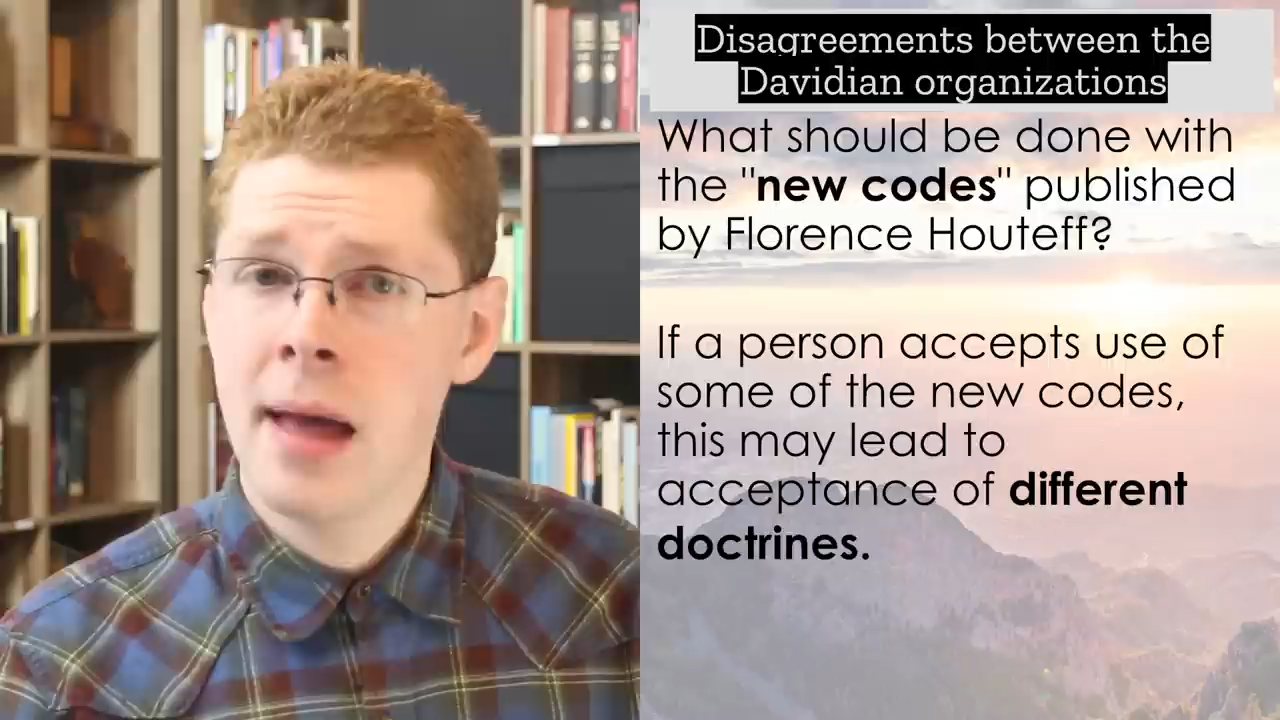 Disagreements between the
Davidian organizations
What should be done with
the "new codes" published
by Florence Houteff?
If a person accepts use of
some of the new codes,
this may lead to
acceptance of different
doctrines.